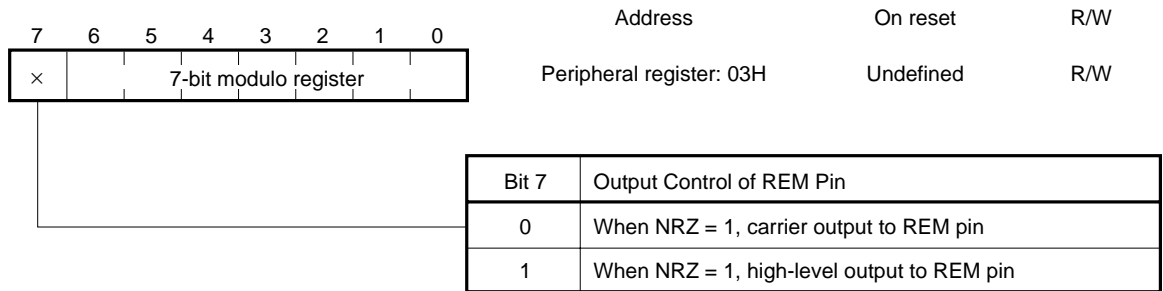 Address On reset R/W
7 6 5 4 3 2 1 0
× 7-bit modulo register Peripheral register: 03H Undefined R/W
Bit 7 Output Control of REM Pin
0 When NRZ = 1, carrier output to REM pin
1 When NRZ = 1, high-level output to REM pin